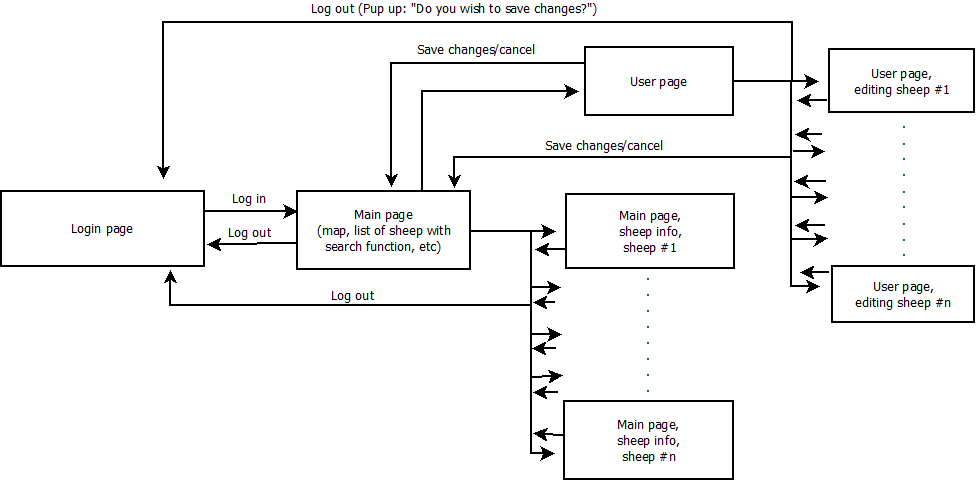 Log out (Pup up: "Do you wish to save changes?")
Save changes/cancel
User page
User page,
editing sheep #1
Save changes/cancel
Login page
Log in
Log out
Main page
(map, list of sheep with
search function, etc)
Main page,
sheep info,
sheep #1
Log out
User page,
editing sheep #n
Main page,
sheep info,
sheep #n